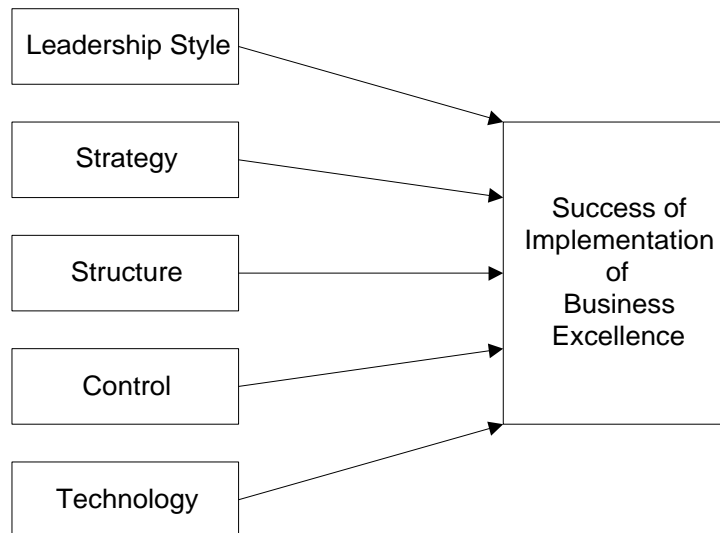 Leadership Style
Strategy
Structure
Control
Technology
Success of
Implementation
of
Business
Excellence